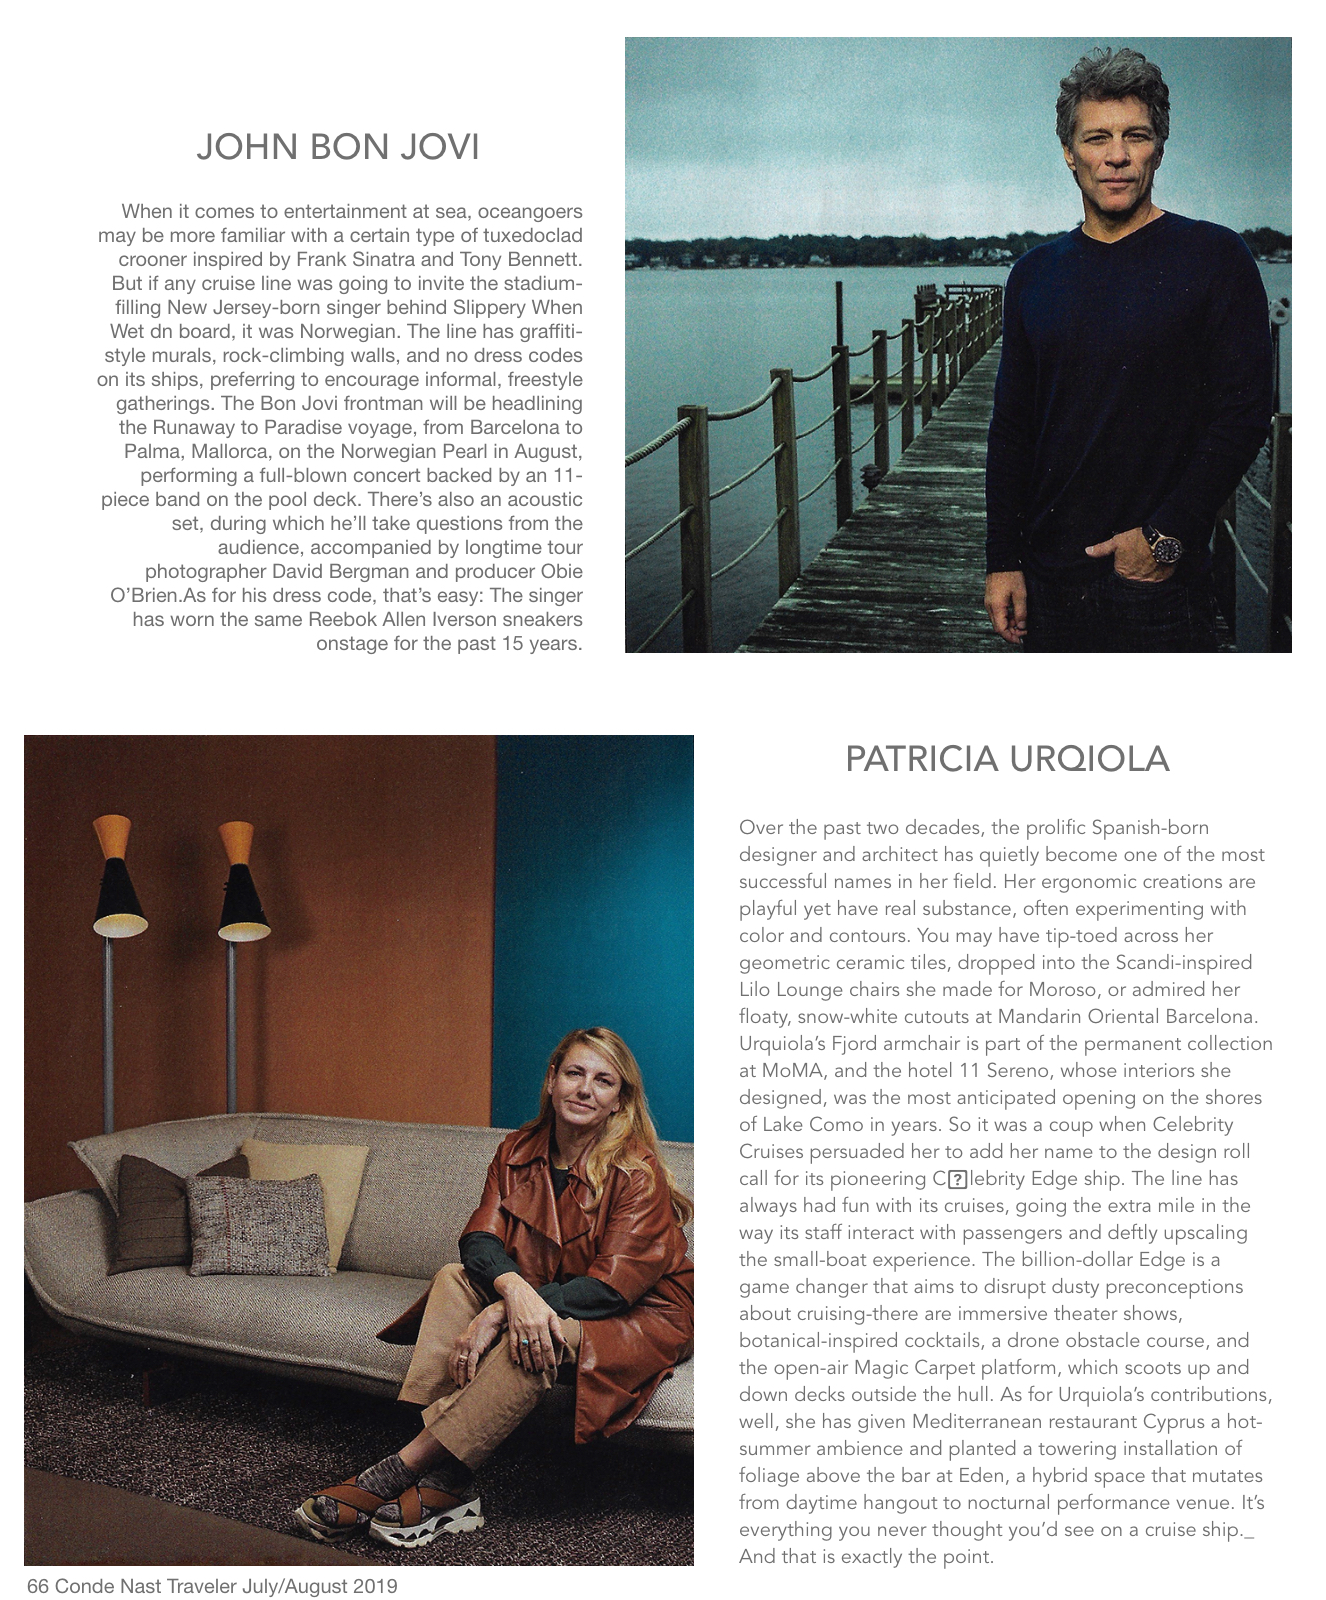 JOHN BON JOVI
When it comes to entertainment at sea, oceangoers
may be more familiar with a certain type of tuxedoclad
crooner inspired by Frank Sinatra and Tony Bennett.
But if any cruise line was going to invite the stadium-
filling New Jersey-born singer behind Slippery When
Wet dn board, it was Norwegian. The line has graffiti-
style murals, rock-climbing walls, and no dress codes
on its ships, preferring to encourage informal, freestyle
gatherings. The Bon Jovi frontman will be headlining
the Runaway to Paradise voyage, from Barcelona to
Palma, Mallorca, on the Norwegian Pearl in August,
performing a full-blown concert backed by an 11-
piece band on the pool deck. There's also an acoustic
set, during which he'll take questions from the
audience, accompanied by longtime tour
photographer David Bergman and producer Obie
O'Brien.As for his dress code, that's easy: The singer
has worn the same Reebok Allen Iverson sneakers
onstage for the past 15 years.
PATRICIA URQIOLA
Over the past two decades, the prolific Spanish-born
designer and architect has quietly become one of the most
successful names in her field. Her ergonomic creations are
playful yet have real substance, often experimenting with
color and contours. You may have tip-toed across her
geometric ceramic tiles, dropped into the Scandi-inspired
Lilo Lounge chairs she made for Moroso, or admired her
floaty, snow-white cutouts at Mandarin Oriental Barcelona.
Urquiola's Fjord armchair is part of the permanent collection
at MoMA, and the hotel 11 Sereno, whose interiors she
designed, was the most anticipated opening on the shores
of Lake Como in years. So it was a coup when Celebrity
Cruises persuaded her to add her name to the design roll
call for its pioneering C⍰lebrity Edge ship. The line has
always had fun with its cruises, going the extra mile in the
way its staff interact with passengers and deftly upscaling
the small-boat experience. The billion-dollar Edge is a
game changer that aims to disrupt dusty preconceptions
about cruising-there are immersive theater shows,
botanical-inspired cocktails, a drone obstacle course, and
the open-air Magic Carpet platform, which scoots up and
down decks outside the hull. As for Urquiola's contributions,
well, she has given Mediterranean restaurant Cyprus a hot-
summer ambience and planted a towering installation of
foliage above the bar at Eden, a hybrid space that mutates
from daytime hangout to nocturnal performance venue. It's
everything you never thought you'd see on a cruise ship._
And that is exactly the point.
66 Conde Nast Traveler July/August 2019